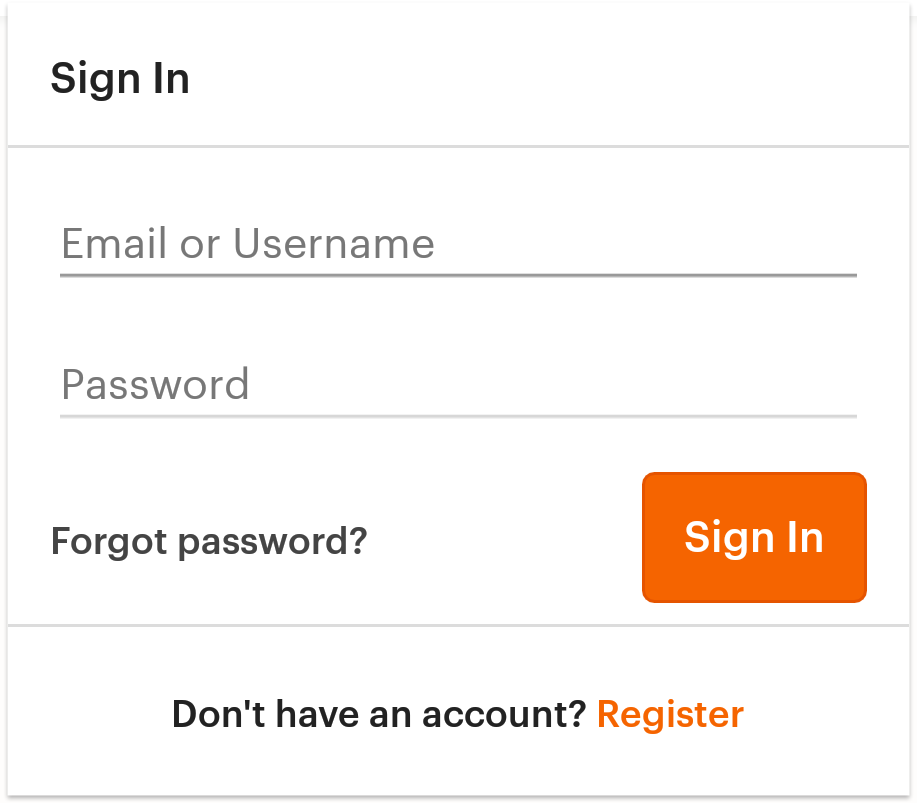 Sign In
Email or Username
Password
Forgot password?
Sign In
Don't have an account? Register